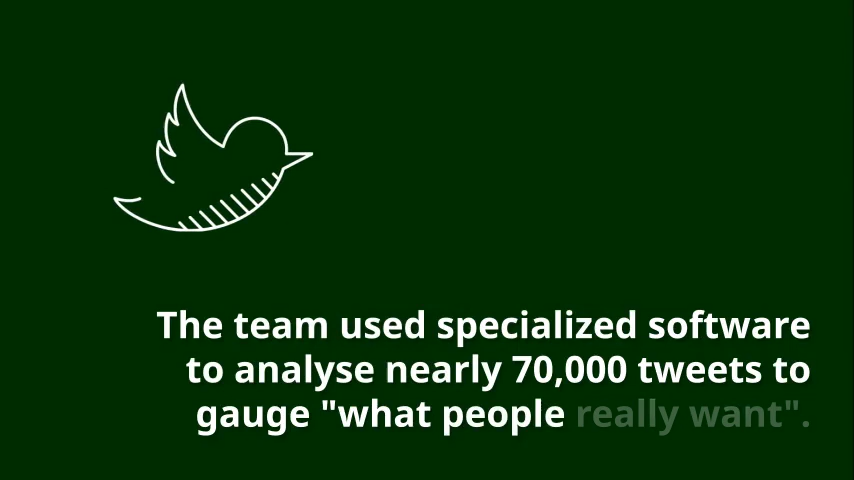 The team used specialized software
to analyse nearly 70,000 tweets to
gauge "what people really want".